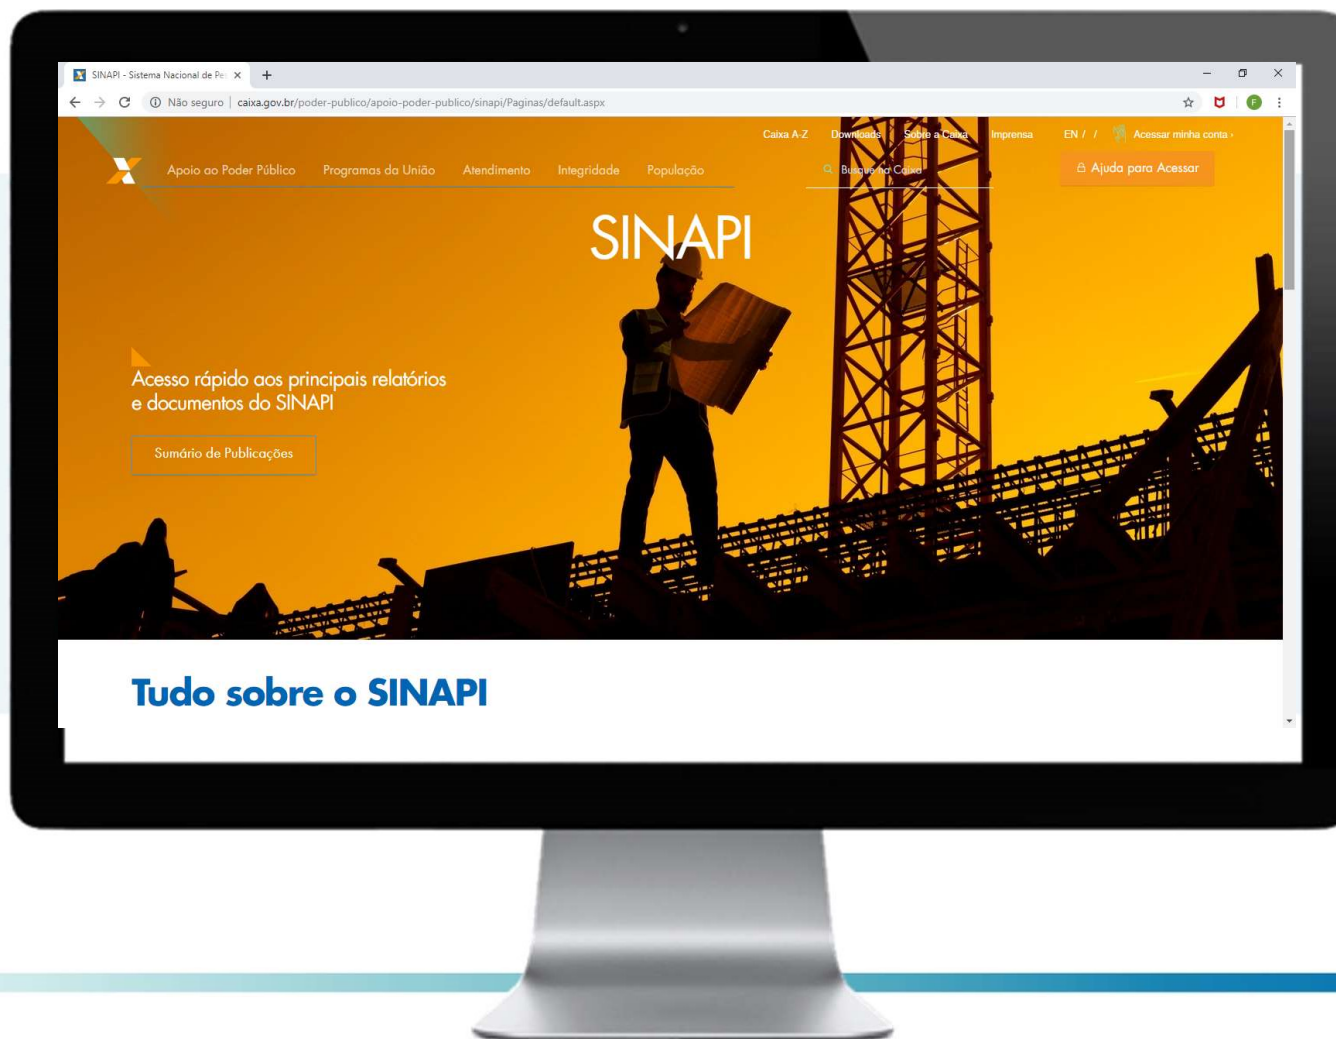 SINAPI - Sistema Nacional de Pe
Não seguro | caixa.gov.br/poder-publico/apoio-poder-publico/sinapi/Paginas/default.aspx
F
Caixa A-Z Downloads Sobre a Caixa Imprensa EN / / Acessar minha conta ›
Apoio ao Poder Público Programas da União Atendimento Integridade População Busque na Caixa Ajuda para Acessar
SINAPI
Acesso rápido aos principais relatórios
e documentos do SINAPI
Sumário de Publicações
Tudo sobre o SINAPI